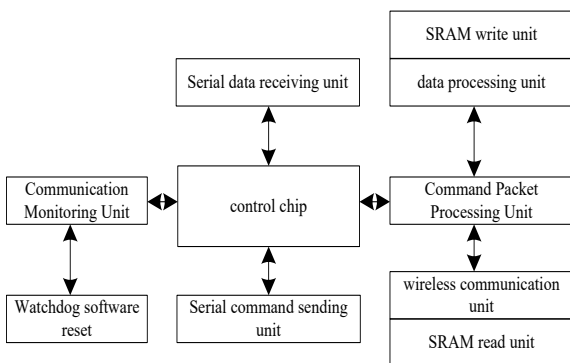 SRAM write unit
Serial data receiving unit
data processing unit
Communication
Monitoring Unit
control chip
Command Packet
Processing Unit
Watchdog software
reset
Serial command sending
unit
wireless communication
unit
SRAM read unit